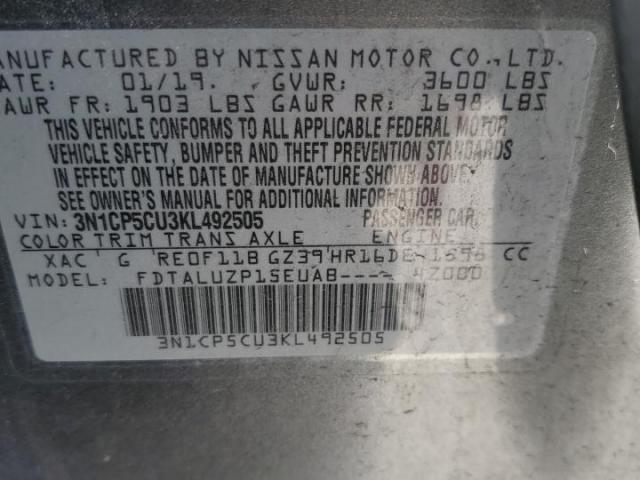 ANUFACTURED BY NISSAN MOTOR CO., LTD.
ATE: 01/19. GVWR: 3600 LBS
AWR FR: 1903 LBS GAWR RR: 1698 LBS
THIS VEHICLE CONFORMS TO ALL APPLICABLE FEDERAL MOTOR
VEHICLE SAFETY, BUMPER AND THEFT PREVENTION STANDARDS
IN EFFECT ON THE DATE OF MANUFACTURE SHOWN ABOVE.
SEE OWNER'S MANUAL FOR ADDITIONAL INFORMATION.
VIN: 3N1CP5CU3KL492505 PASSENGER CAR
COLOR TRIM TRANS AXLE ENGINE
XAC G RE0F11B GZ39 HR16DE 1598 CC
MODEL: FDTALUZP1SEUAB----
3N1CP5CU3KL492505